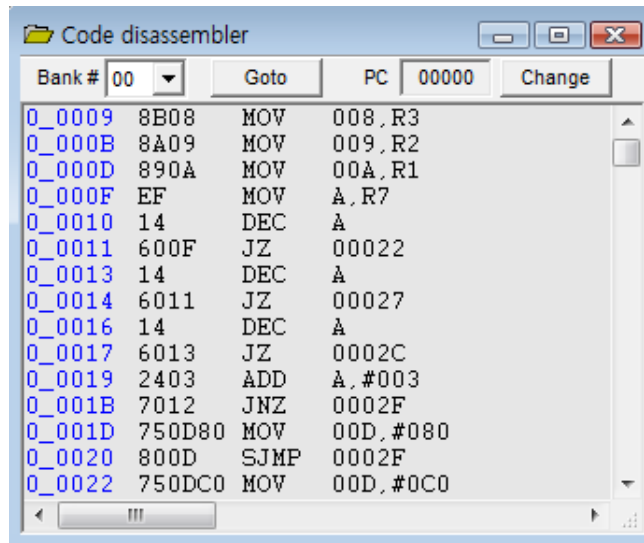 Code disassembler
Bank # 00 Goto PC 00000 Change
0_0009 8B08 MOV 008,R3
0_000B 8A09 MOV 009,R2
0_000D 890A MOV 00A,R1
0_000F EF MOV A,R7
0_0010 14 DEC A
0_0011 600F JZ 00022
0_0013 14 DEC A
0_0014 6011 JZ 00027
0_0016 14 DEC A
0_0017 6013 JZ 0002C
0_0019 2403 ADD A,#003
0_001B 7012 JNZ 0002F
0_001D 750D80 MOV 00D,#080
0_0020 800D SJMP 0002F
0_0022 750DC0 MOV 00D,#0C0